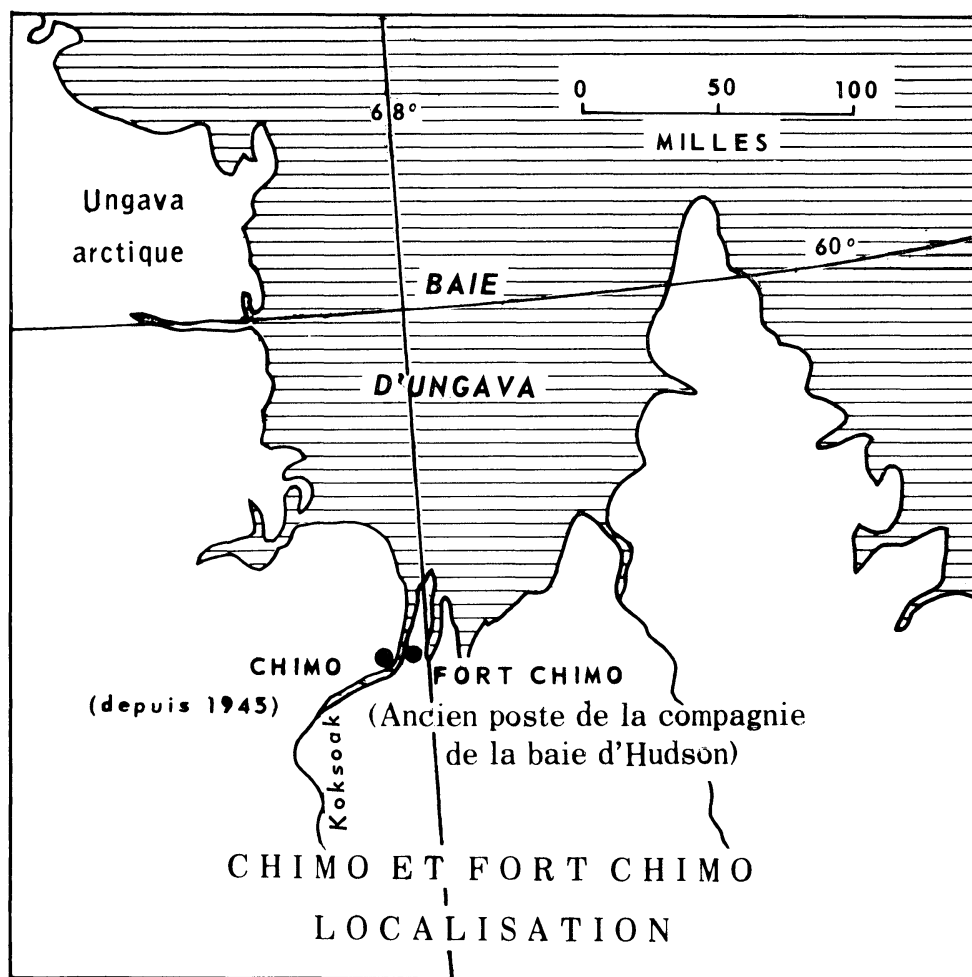 0 50 100
68°
MILLES
Ungava
arctique
60°
BAIE
D'UNGAVA
CHIMO
(depuis 1945)
FORT CHIMO
(Ancien poste de la compagnie
de la baie d'Hudson)
Koksoak
CHIMO ET FORT CHIMO
LOCALISATION